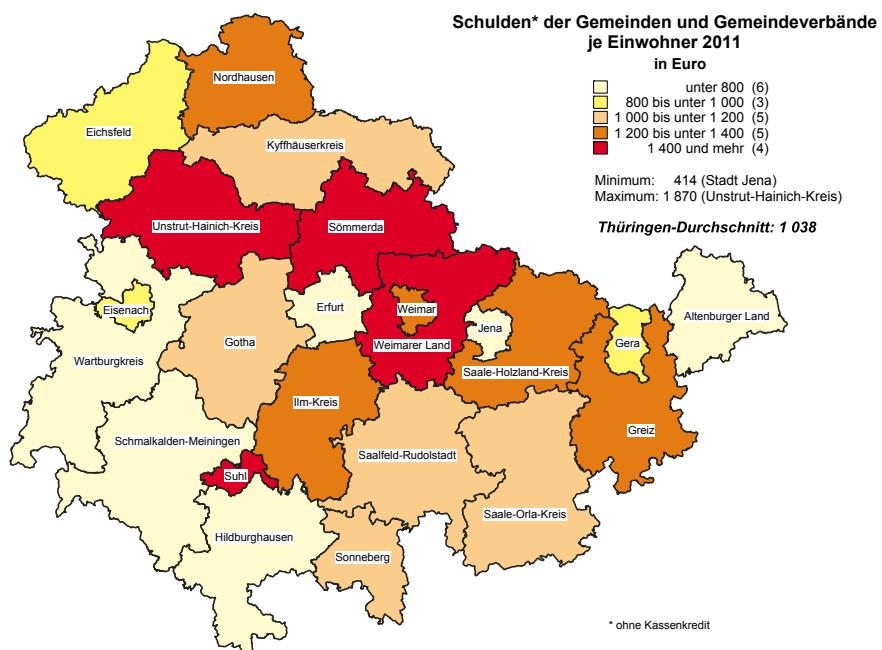 Schulden* der Gemeinden und Gemeindeverbände
je Einwohner 2011
in Euro
unter 800 (6)
800 bis unter 1 000 (3)
1 000 bis unter 1 200 (5)
1 200 bis unter 1 400 (5)
1 400 und mehr (4)
Minimum: 414 (Stadt Jena)
Maximum: 1 870 (Unstrut-Hainich-Kreis)
Thüringen-Durchschnitt: 1 038
Nordhausen
Eichsfeld
Kyffhäuserkreis
Unstrut-Hainich-Kreis
Sömmerda
Eisenach
Erfurt
Weimar
Altenburger Land
Jena
Gotha
Weimarer Land
Gera
Wartburgkreis
Saale-Holzland-Kreis
Ilm-Kreis
Greiz
Schmalkalden-Meiningen
Saalfeld-Rudolstadt
Suhl
Saale-Orla-Kreis
Hildburghausen
Sonneberg
* ohne Kassenkredit